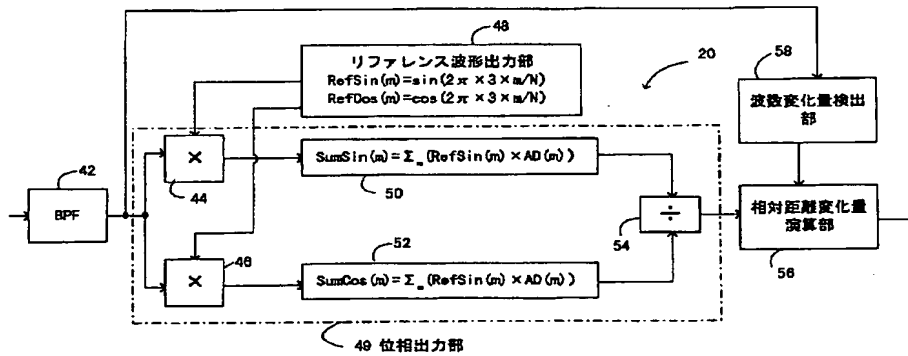 48
リファレンス波形出力部
RefSin(m)=sin(2π×3×m/N)
RefDos(m)=cos(2π×3×m/N)
20
58
波数変化量検出
部
42
BPF
×
44
SumSin(m)=Σm(RefSin(m)×AD(m))
50
÷
54
相対距離変化量
演算部
56
×
46
52
SumCos(m)=Σm(RefSin(m)×AD(m))
49 位相出力部